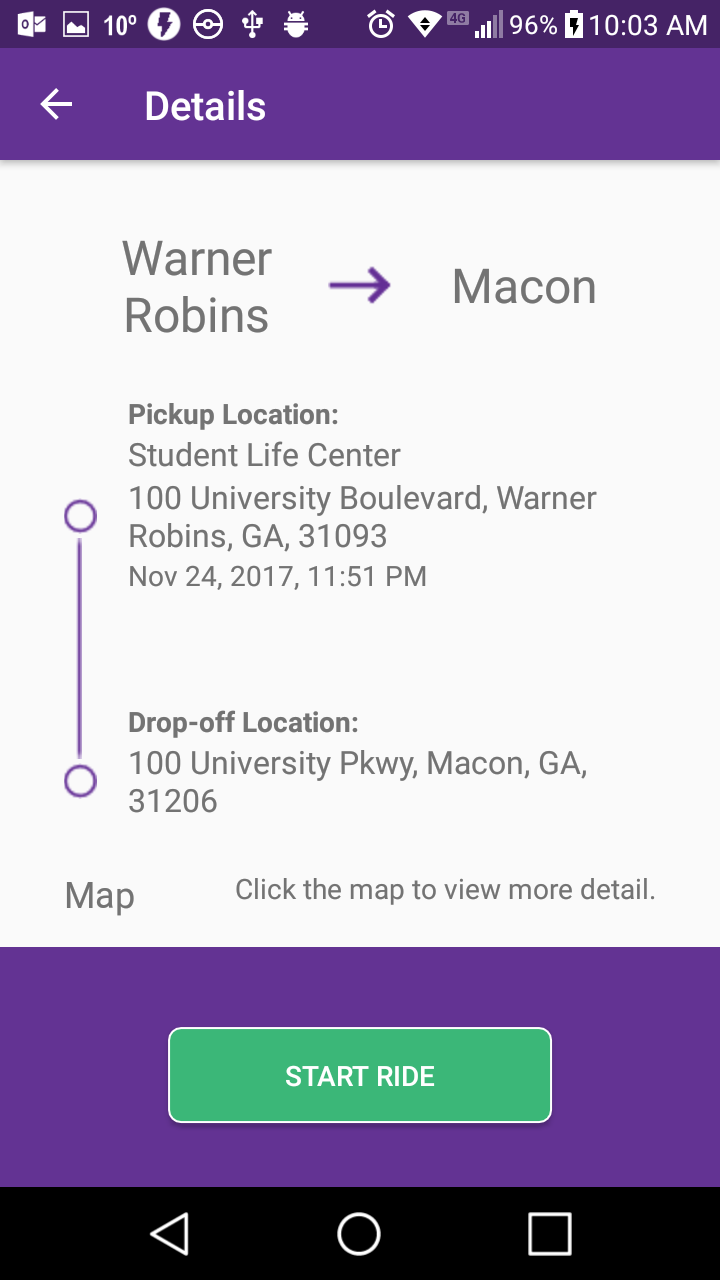 10° 4G 96% 10:03 AM
Details
Warner
Robins
Macon
Pickup Location:
Student Life Center
100 University Boulevard, Warner
Robins, GA, 31093
Nov 24, 2017, 11:51 PM
Drop-off Location:
100 University Pkwy, Macon, GA,
31206
Map
Click the map to view more detail.
START RIDE